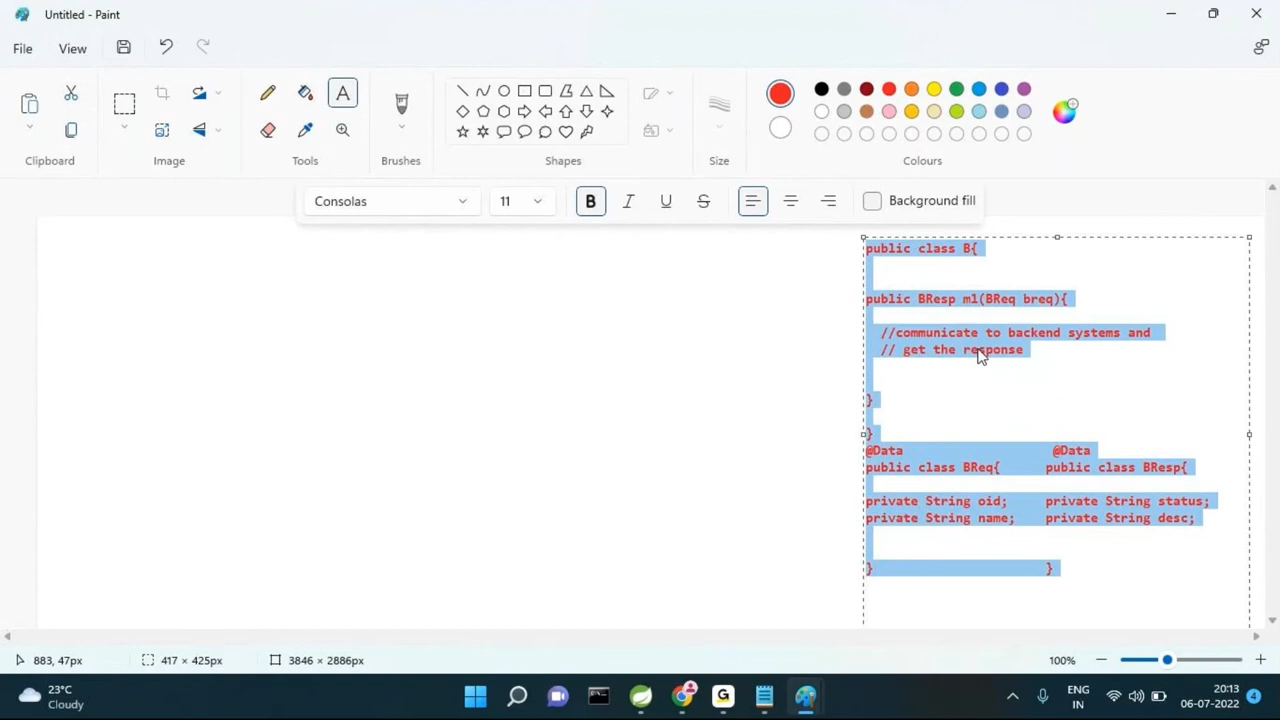 Untitled - Paint
File View
Clipboard Image Tools Brushes Shapes Size Colours
Consolas 11 B I U S Background fill
public class B{
public BResp m1(BReq breq){
//communicate to backend systems and
// get the response
}
}
@Data @Data
public class BReq{ public class BResp{
private String oid; private String status;
private String name; private String desc;
} }
883, 47px 417 × 425px 3846 × 2886px 100%
23°C
Cloudy
ENG
IN
20:13
06-07-2022
4